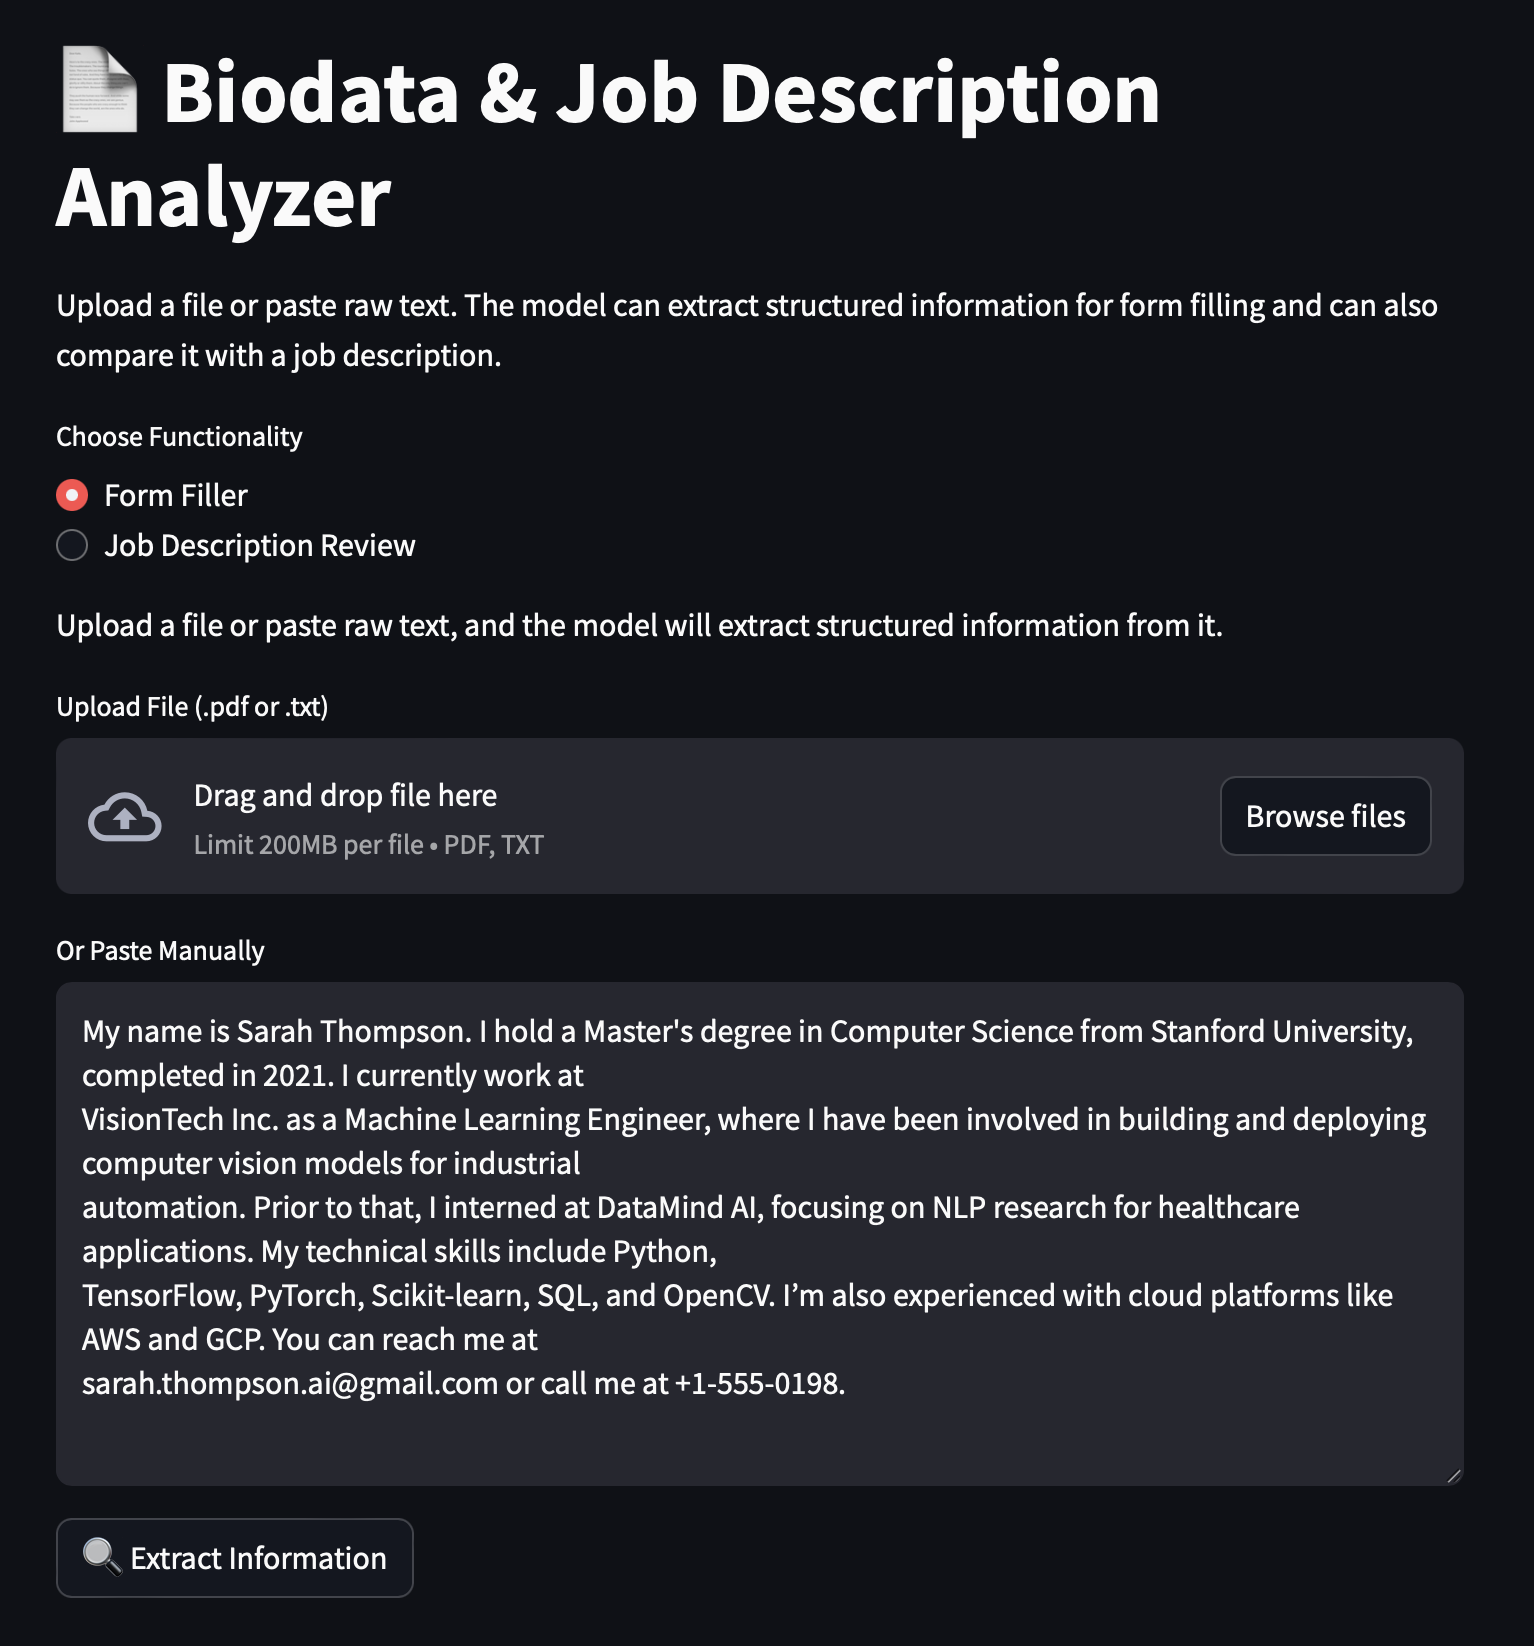 Biodata & Job Description
Analyzer
Upload a file or paste raw text. The model can extract structured information for form filling and can also
compare it with a job description.
Choose Functionality
Form Filler
Job Description Review
Upload a file or paste raw text, and the model will extract structured information from it.
Upload File (.pdf or .txt)
Drag and drop file here
Limit 200MB per file • PDF, TXT
Browse files
Or Paste Manually
My name is Sarah Thompson. I hold a Master's degree in Computer Science from Stanford University,
completed in 2021. I currently work at
VisionTech Inc. as a Machine Learning Engineer, where I have been involved in building and deploying
computer vision models for industrial
automation. Prior to that, I interned at DataMind AI, focusing on NLP research for healthcare
applications. My technical skills include Python,
TensorFlow, PyTorch, Scikit-learn, SQL, and OpenCV. I’m also experienced with cloud platforms like
AWS and GCP. You can reach me at
sarah.thompson.ai@gmail.com or call me at +1-555-0198.
Extract Information